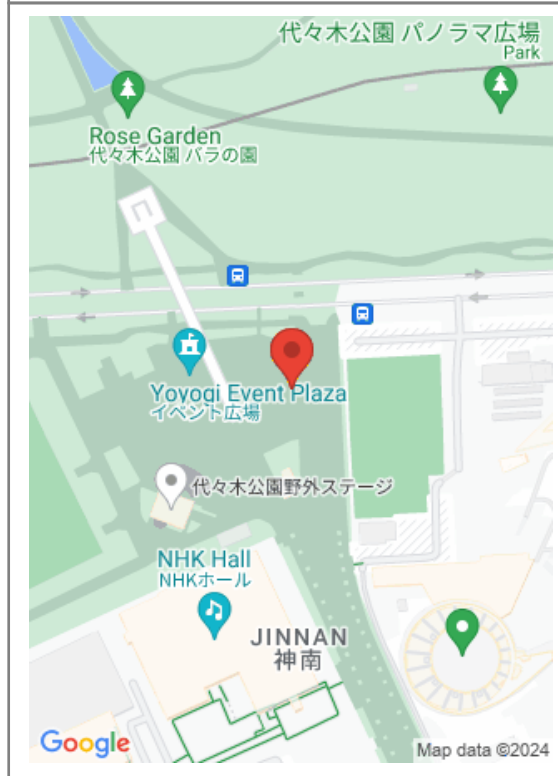 代々木公園 パノラマ広場
Park
Rose Garden
代々木公園 バラの園
Yoyogi Event Plaza
イベント広場
代々木公園野外ステージ
NHK Hall
NHKホール
JINNAN
神南
Google
Map data ©2024